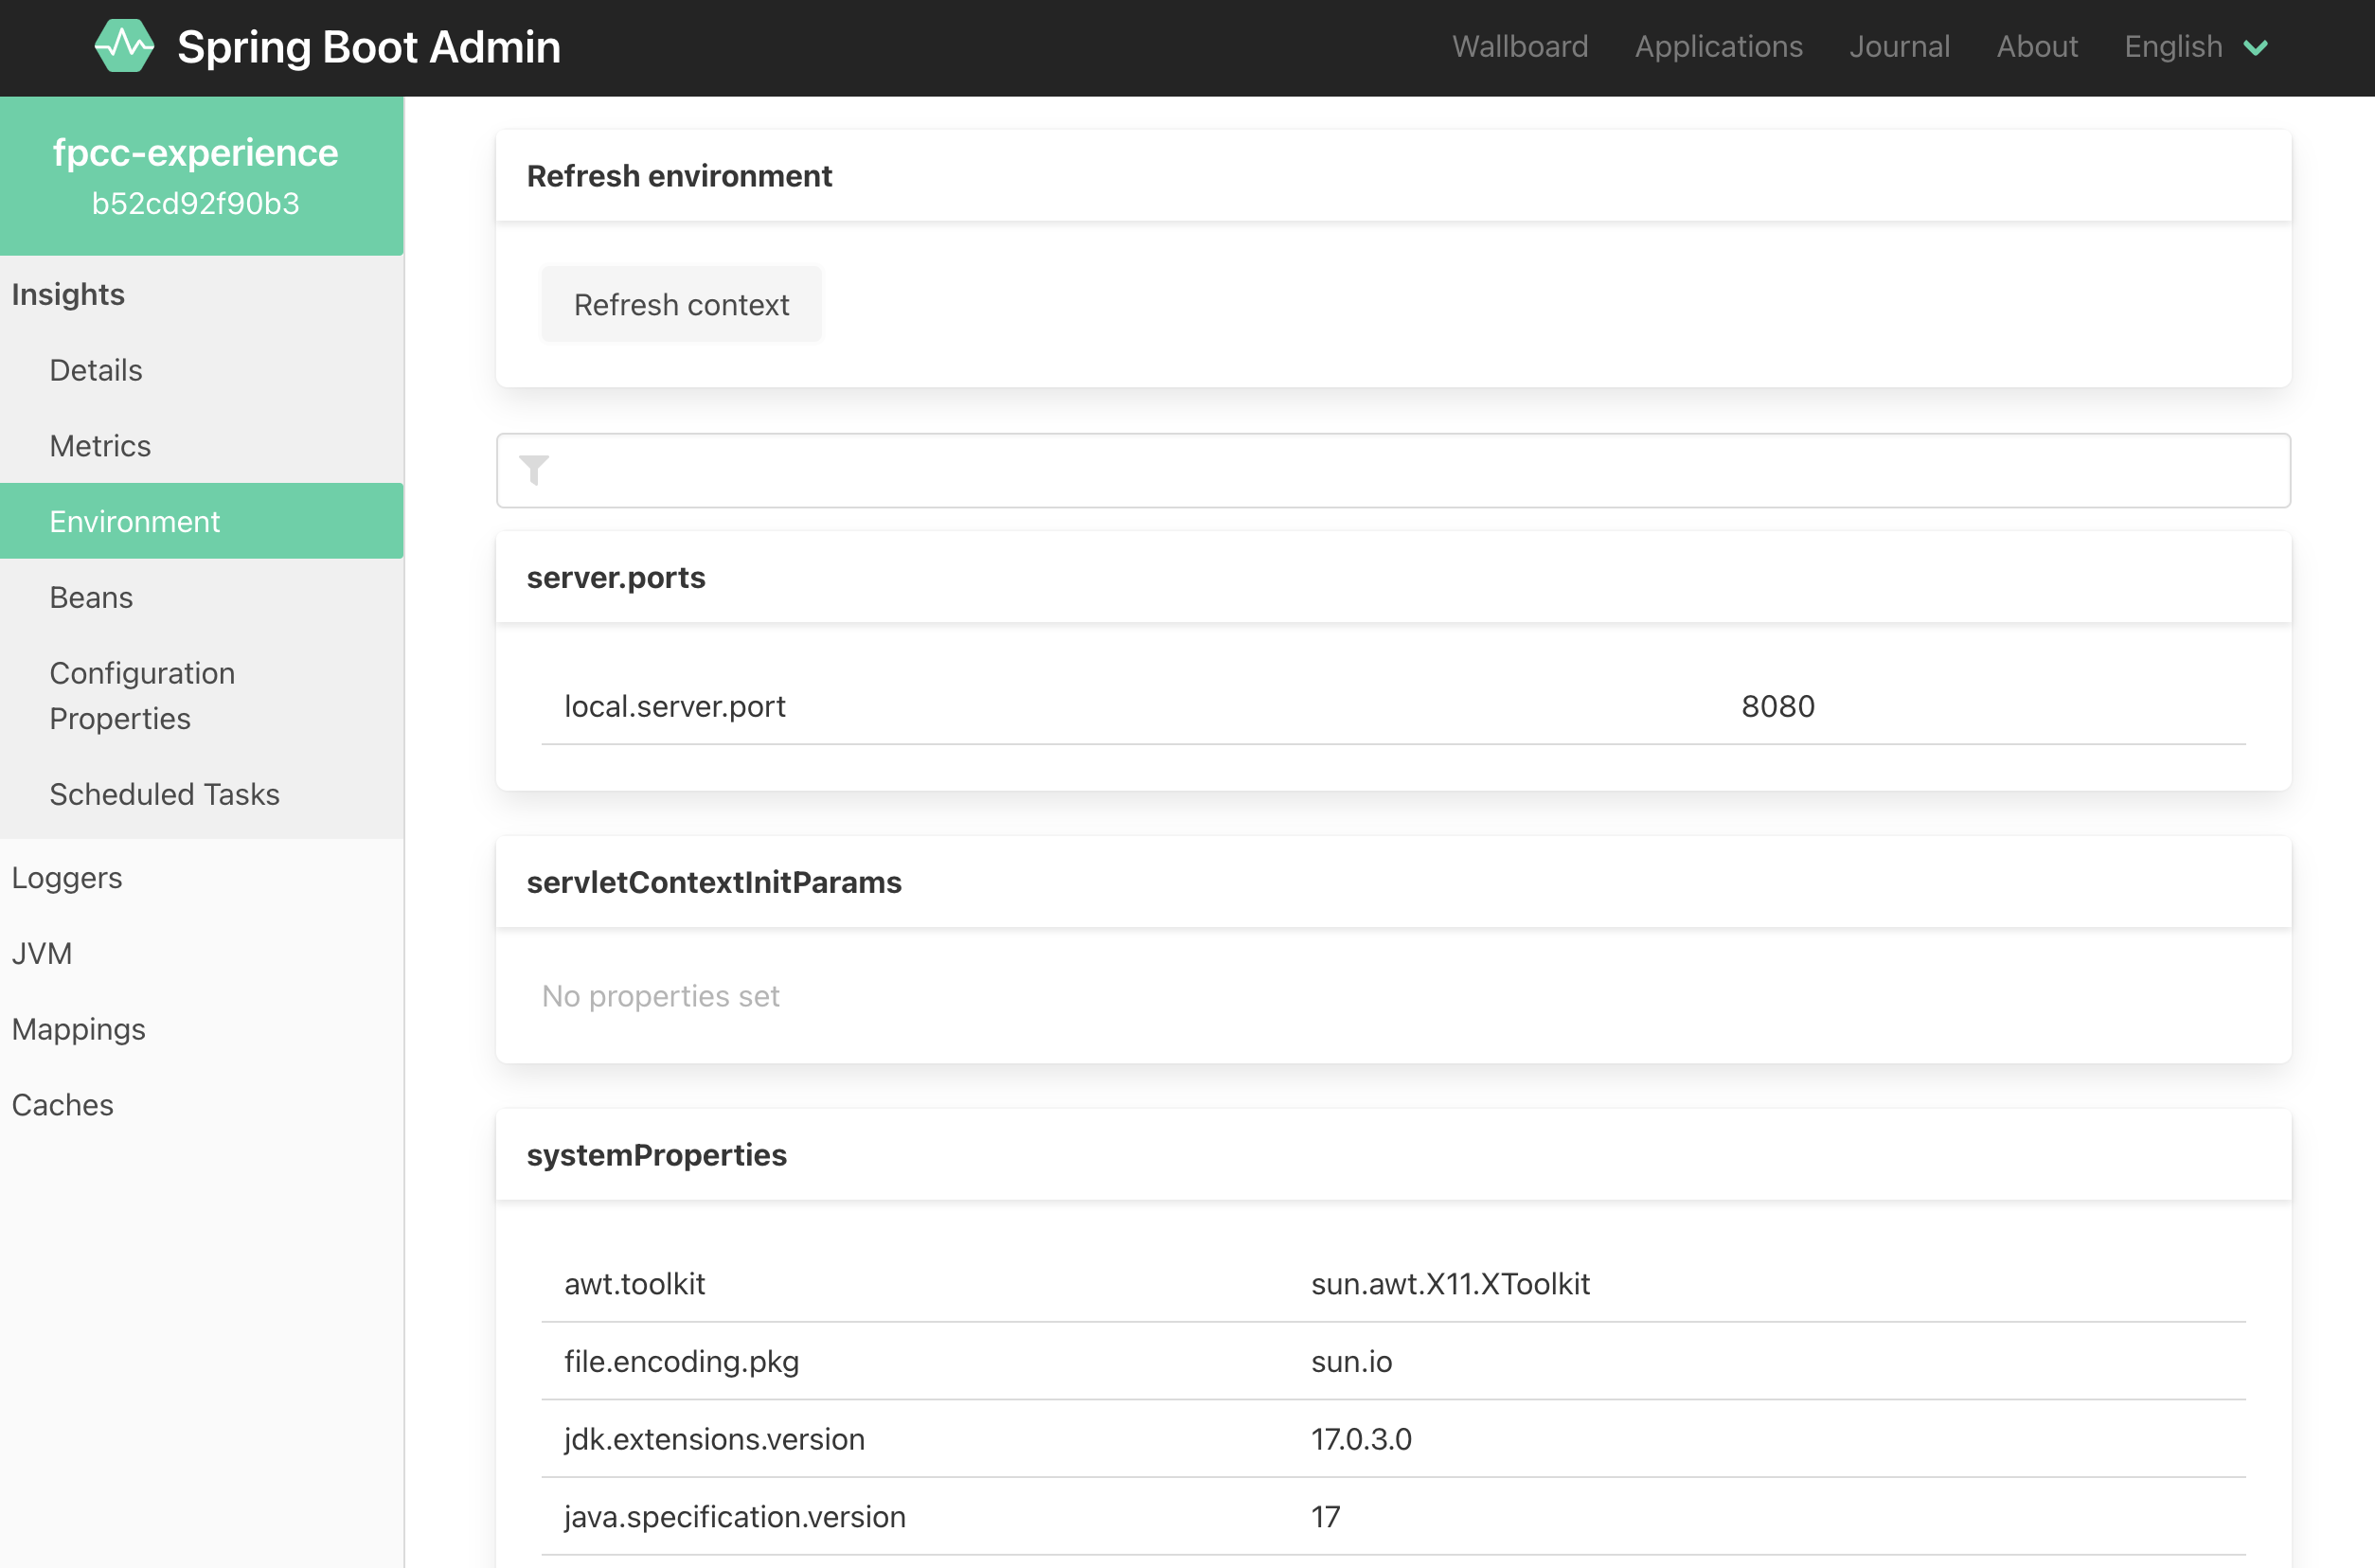 Spring Boot Admin
Wallboard Applications Journal About English
fpcc-experience
b52cd92f90b3
Insights
Details
Metrics
Environment
Beans
Configuration
Properties
Scheduled Tasks
Loggers
JVM
Mappings
Caches
Refresh environment
Refresh context
server.ports
local.server.port 8080
servletContextInitParams
No properties set
systemProperties
awt.toolkit sun.awt.X11.XToolkit
file.encoding.pkg sun.io
jdk.extensions.version 17.0.3.0
java.specification.version 17